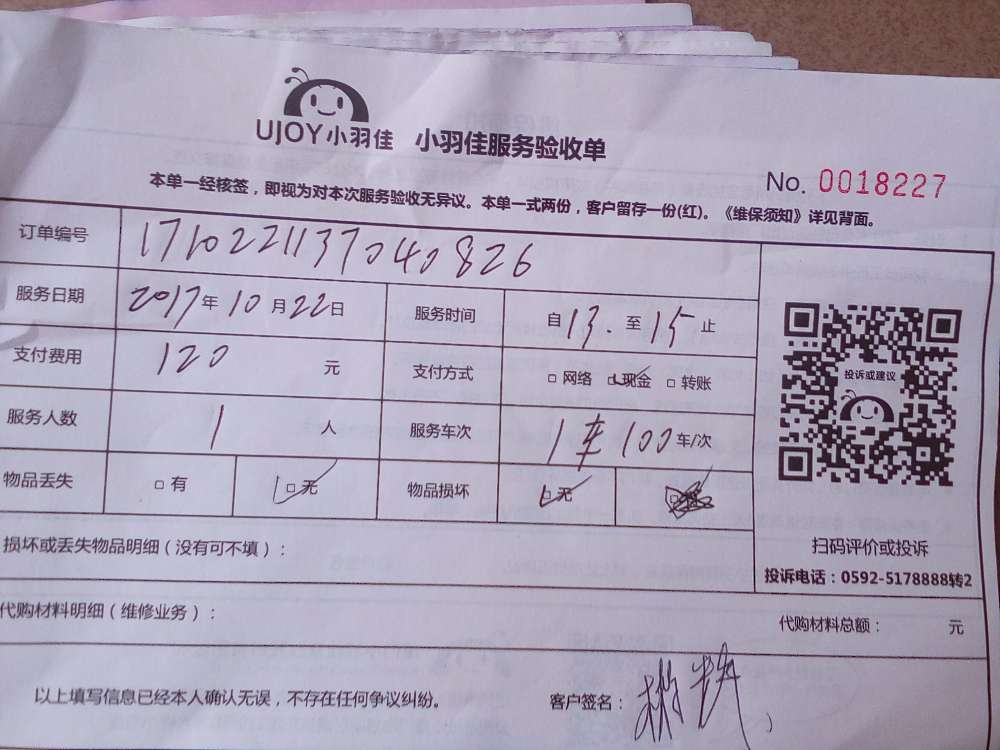 UJOY小羽佳 小羽佳服务验收单
No. 0018227
本单一经核签，即视为对本次服务验收无异议。本单一式两份，客户留存一份(红)。《维保须知》详见背面。
订单编号 171022113704 0826
服务日期 2017年10月22日 服务时间 自13.至15止
支付费用 120元 支付方式 □网络 □现金 □转账
服务人数 1人 服务车次 1车100车/次
物品丢失 □有 □无 物品损坏 □无
投诉或建议
扫码评价或投诉
投诉电话：0592-5178888转2
损坏或丢失物品明细（没有可不填）：
代购材料明细（维修业务）： 代购材料总额： 元
以上填写信息已经本人确认无误，不存在任何争议纠纷。 客户签名：